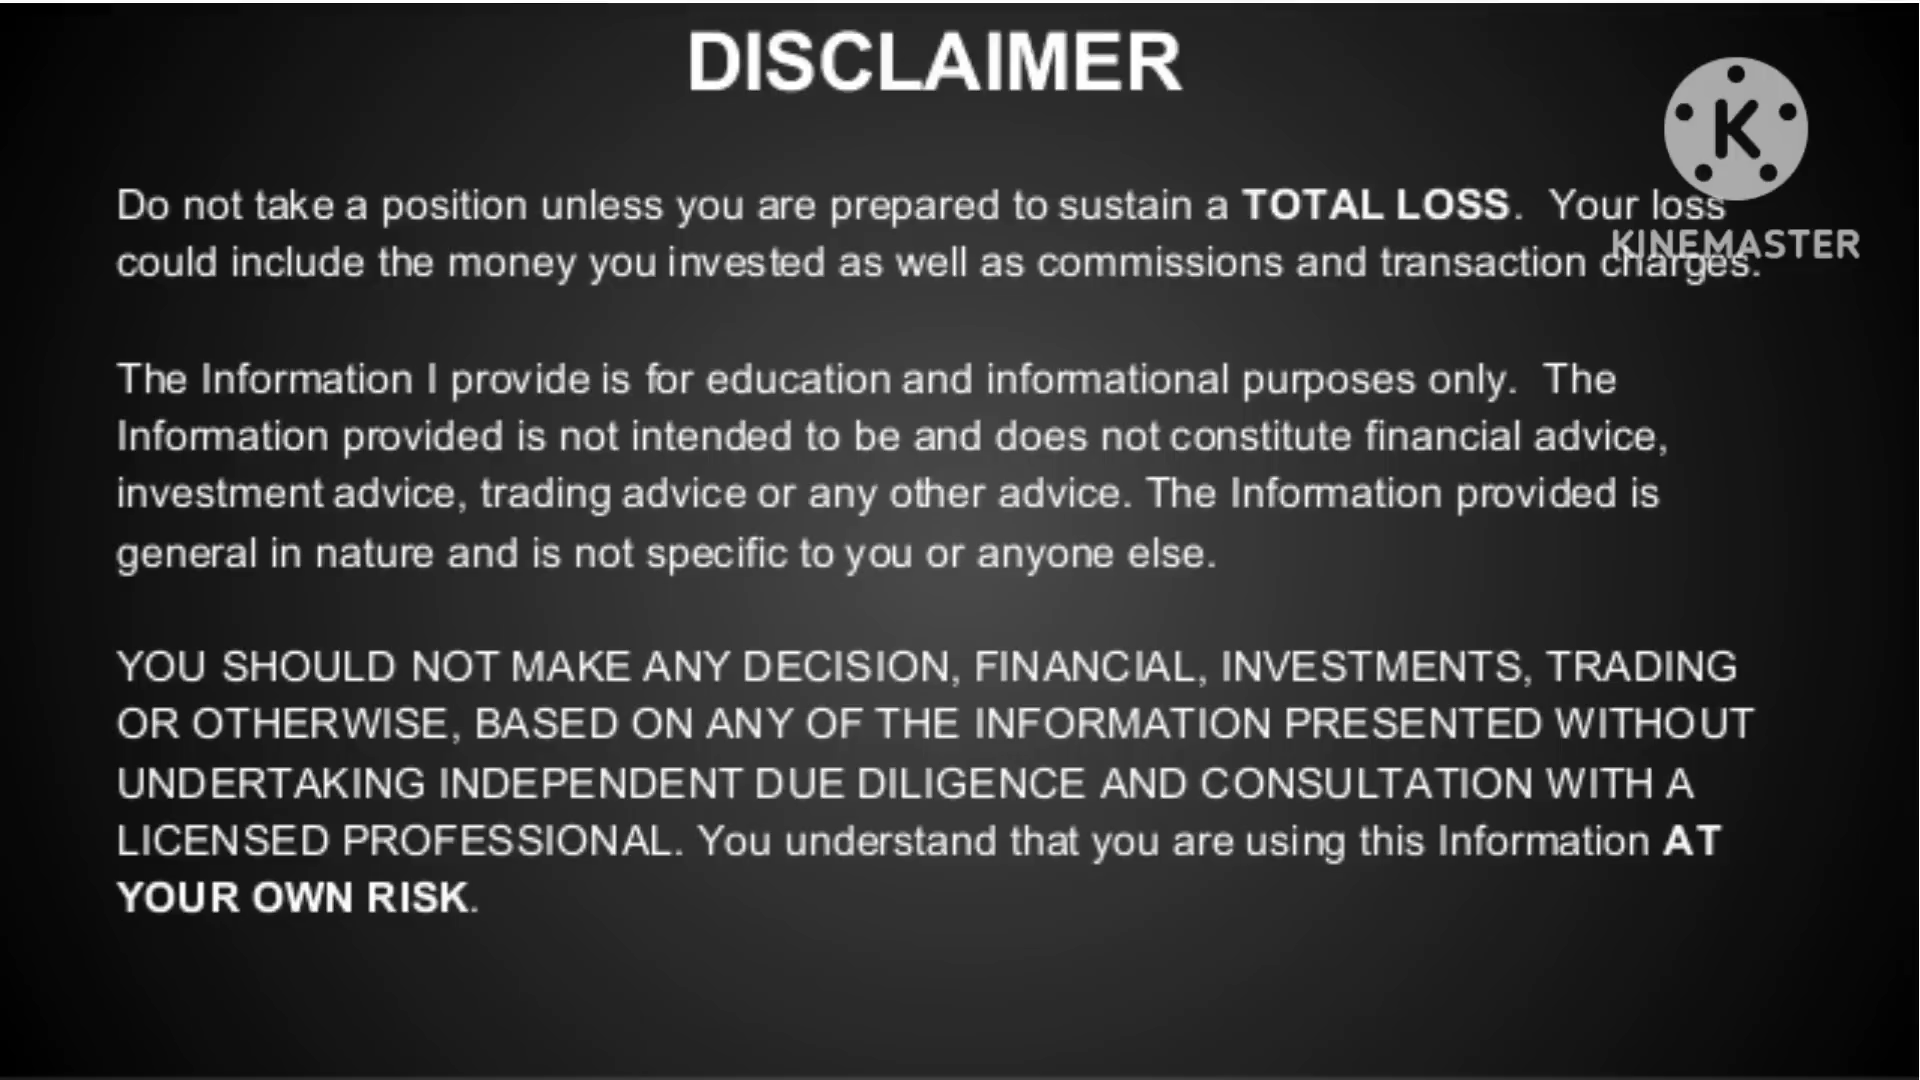 DISCLAIMER
Do not take a position unless you are prepared to sustain a TOTAL LOSS.  Your loss
could include the money you invested as well as commissions and transaction charges.
The Information I provide is for education and informational purposes only.  The
Information provided is not intended to be and does not constitute financial advice,
investment advice, trading advice or any other advice. The Information provided is
general in nature and is not specific to you or anyone else.
YOU SHOULD NOT MAKE ANY DECISION, FINANCIAL, INVESTMENTS, TRADING
OR OTHERWISE, BASED ON ANY OF THE INFORMATION PRESENTED WITHOUT
UNDERTAKING INDEPENDENT DUE DILIGENCE AND CONSULTATION WITH A
LICENSED PROFESSIONAL. You understand that you are using this Information AT
YOUR OWN RISK.
K
KINEMASTER